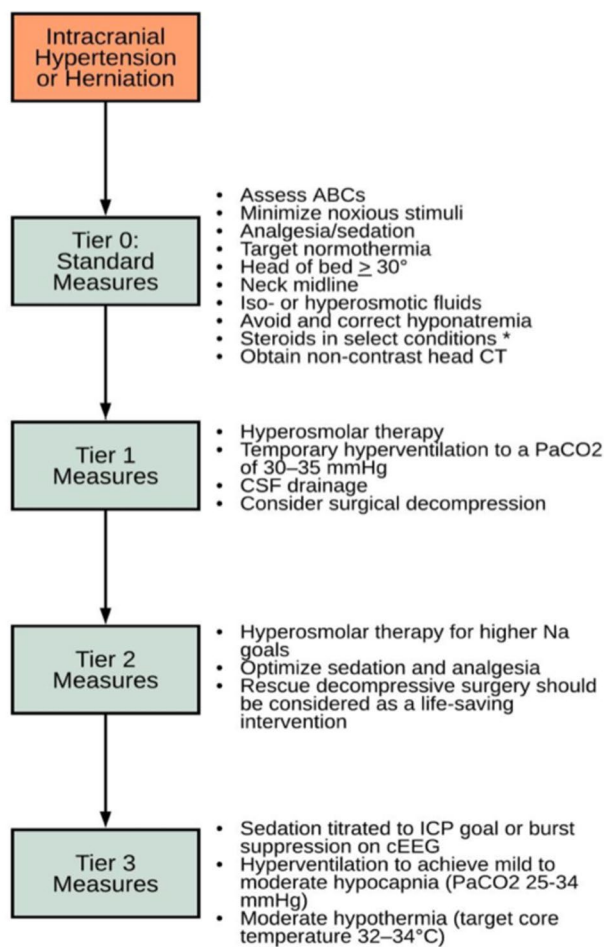 Intracranial
Hypertension
or Herniation
Tier 0:
Standard
Measures
• Assess ABCs
• Minimize noxious stimuli
• Analgesia/sedation
• Target normothermia
• Head of bed ≥ 30°
• Neck midline
• Iso- or hyperosmotic fluids
• Avoid and correct hyponatremia
• Steroids in select conditions *
• Obtain non-contrast head CT
Tier 1
Measures
• Hyperosmolar therapy
• Temporary hyperventilation to a PaCO2
of 30–35 mmHg
• CSF drainage
• Consider surgical decompression
Tier 2
Measures
• Hyperosmolar therapy for higher Na
goals
• Optimize sedation and analgesia
• Rescue decompressive surgery should
be considered as a life-saving
intervention
Tier 3
Measures
• Sedation titrated to ICP goal or burst
suppression on cEEG
• Hyperventilation to achieve mild to
moderate hypocapnia (PaCO2 25-34
mmHg)
• Moderate hypothermia (target core
temperature 32–34°C)